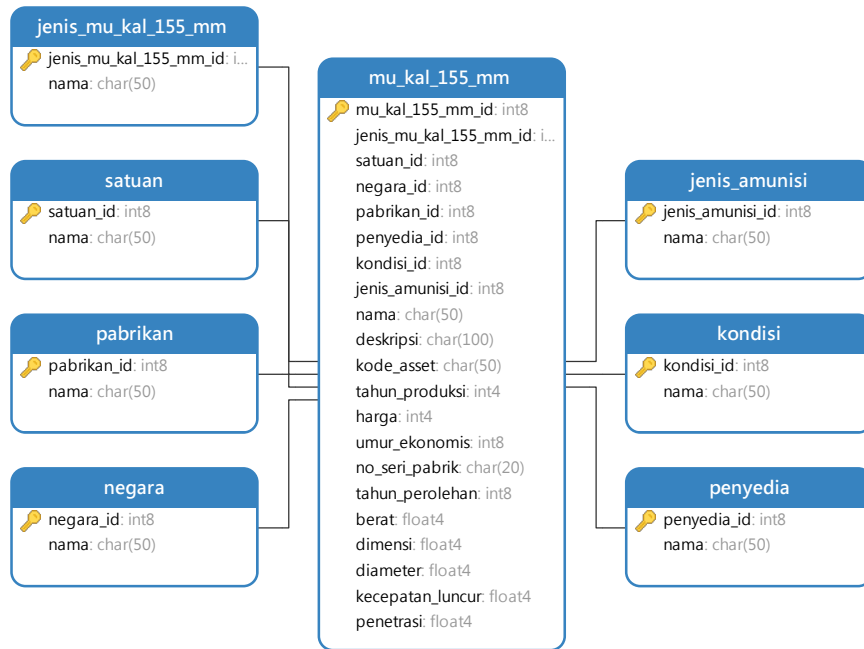 jenis_mu_kal_155_mm
jenis_mu_kal_155_mm_id: i...
nama: char(50)
satuan
satuan_id: int8
nama: char(50)
pabrikan
pabrikan_id: int8
nama: char(50)
negara
negara_id: int8
nama: char(50)
mu_kal_155_mm
mu_kal_155_mm_id: int8
jenis_mu_kal_155_mm_id: i...
satuan_id: int8
negara_id: int8
pabrikan_id: int8
penyedia_id: int8
kondisi_id: int8
jenis_amunisi_id: int8
nama: char(50)
deskripsi: char(100)
kode_asset: char(50)
tahun_produksi: int4
harga: int4
umur_ekonomis: int8
no_seri_pabrik: char(20)
tahun_perolehan: int8
berat: float4
dimensi: float4
diameter: float4
kecepatan_luncur: float4
penetrasi: float4
jenis_amunisi
jenis_amunisi_id: int8
nama: char(50)
kondisi
kondisi_id: int8
nama: char(50)
penyedia
penyedia_id: int8
nama: char(50)